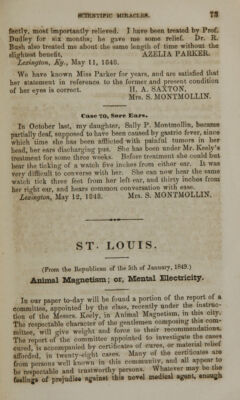 SCIENTIFIC MIRACLES. 73
fectly, most importantly relieved. I have been treated by Prof.
Dudley for six months; he gave me some relief. Dr. R.
Bush also treated me about the same length of time without the
slightest benefit. AZELIA PARKER.
Lexington, Ky., May 11, 1848.
We have known Miss Parker for years, and are satisfied that
her statement in reference to the former and present condition
of her eyes is correct. H. A. SAXTON,
Mrs. S. MONTMOLLIN.
Case 70, Sore Ears.
In October last, my daughter, Sally P. Montmollin, became
partially deaf, supposed to have been caused by gastric fever, since
which time she has been afflicted with painful tumors in her
head, her ears discharging pus. She has been under Mr. Keely's
treatment for some three weeks. Before treatment she could but
hear the ticking of a watch five inches from either ear. It was
very difficult to converse with her. She can now hear the same
watch tick three feet from her left ear, and thirty inches from
her right ear, and hears common conversation with ease.
Lexington, May 12, 1848. Mrs. S. MONTMOLLIN.
ST. LOUIS.
(From the Republican of the 5th of January, 1849.)
Animal Magnetism; or, Mental Electricity.
In our paper to-day will be found a portion of the report of a
committee, appointed by the class, recently under the instruc-
tion of the Messrs. Keely, in Animal Magnetism, in this city.
The respectable character of the gentlemen composing this com-
mittee, will give weight and force to their recommendations.
The report of the committee appointed to investigate the cases
cured, is accompanied by certificates of cures, or material relief
afforded, in twenty-eight cases. Many of the certificates are
from persons well known in this community, and all appear to
be respectable and trustworthy persons. Whatever may be the
feelings of prejudice against this novel medical agent, enough